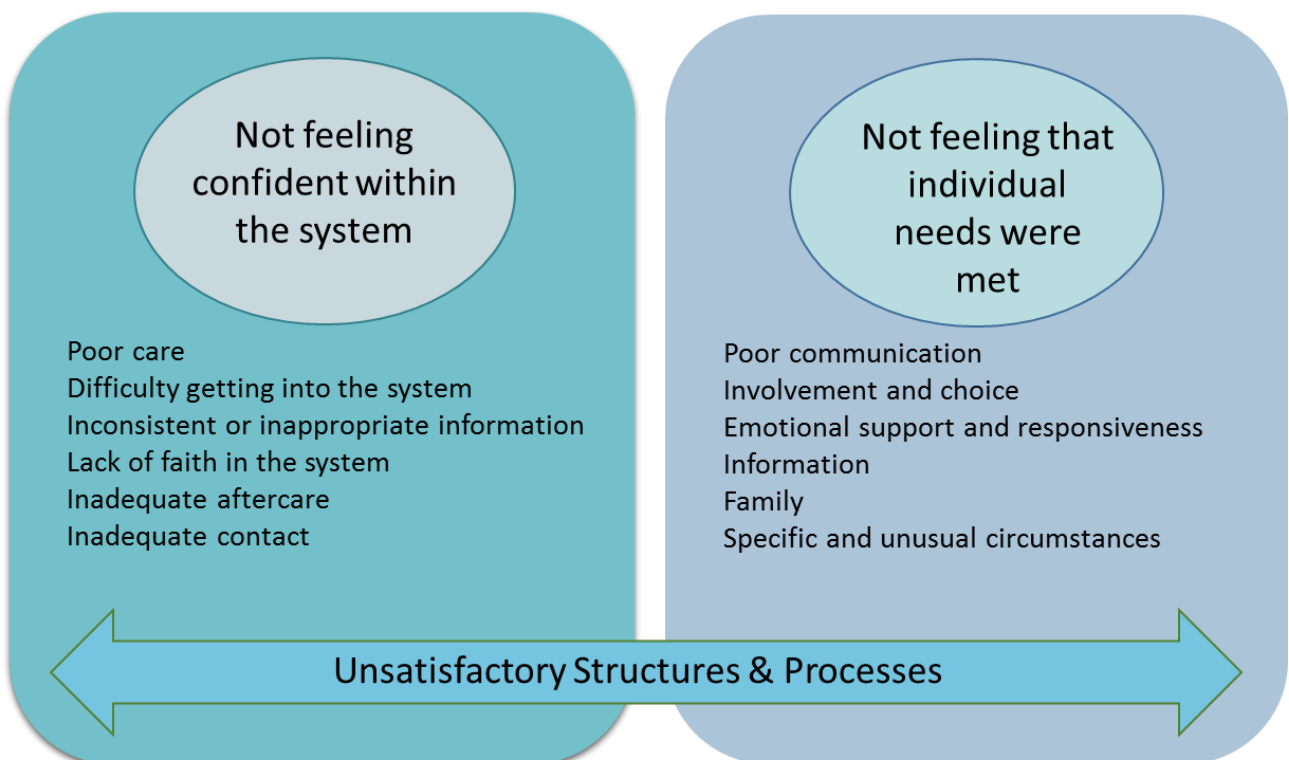 Not feeling
confident within
the system
Poor care
Difficulty getting into the system
Inconsistent or inappropriate information
Lack of faith in the system
Inadequate aftercare
Inadequate contact
Not feeling that
individual
needs were
met
Poor communication
Involvement and choice
Emotional support and responsiveness
Information
Family
Specific and unusual circumstances
Unsatisfactory Structures & Processes